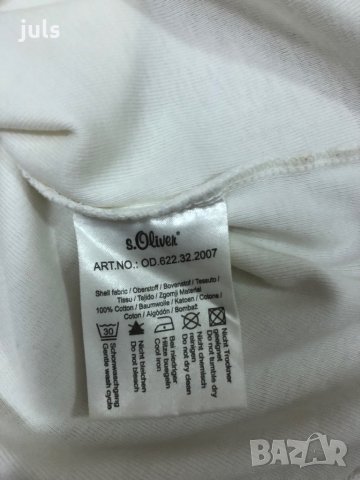 juls
s.Oliver
ART.NO.: OD.622.32.2007
Shell fabric / Oberstoff / Bovenstof / Tessuto /
Tissu / Tejido / Zgornji Material
100% Cotton / Baumwolle / Katoen / Cotone /
Coton / Algodón / Bombaž
30
Schonwaschgang
Gentle wash cycle
Nicht bleichen
Do not bleach
Bei niedriger
Hitze buegeln
Cool iron
Nicht chemisch
reinigen
Do not dry clean
Nicht Trockner
geeignet
Do not tumble dry
BAZAR
bg